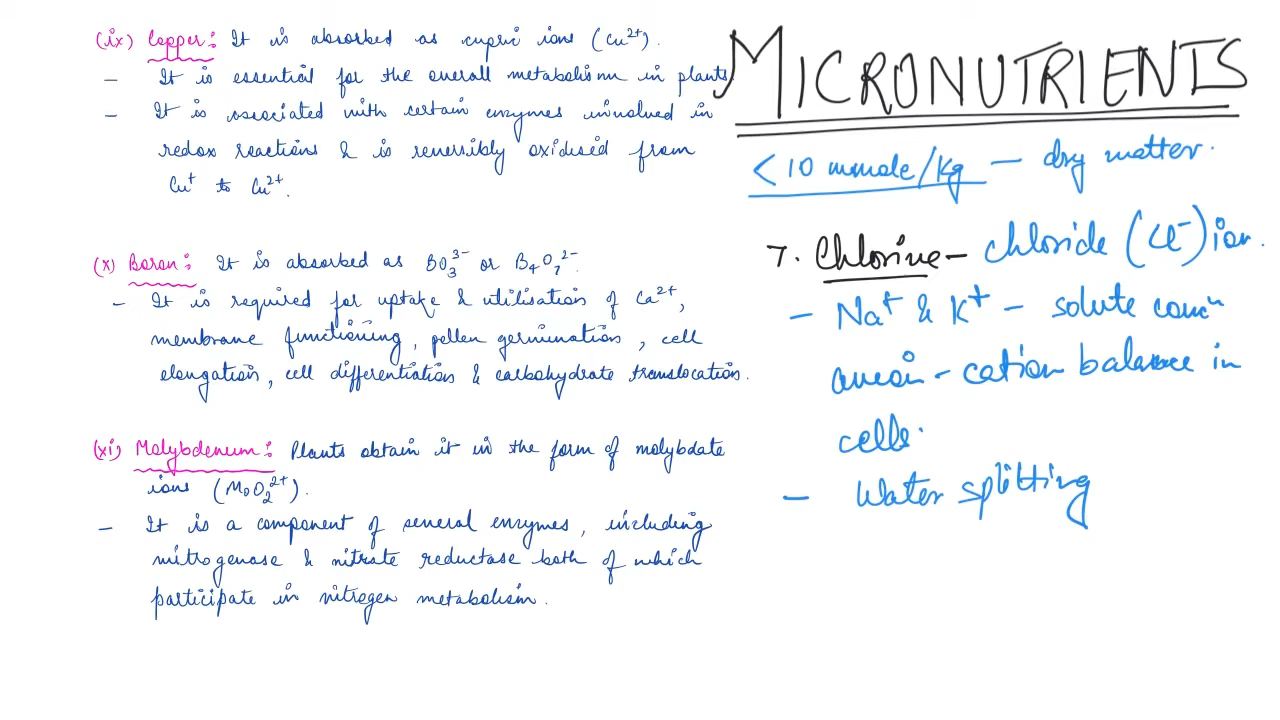 (ix) Copper: It is absorbed as cupric ions (Cu²⁺).
- It is essential for the overall metabolism in plants.
- It is associated with certain enzymes involved in
redox reactions & is reversibly oxidised from
Cu⁺ to Cu²⁺.
(x) Boron: It is absorbed as BO₃³⁻ or B₄O₇²⁻.
- It is required for uptake & utilisation of Ca²⁺,
membrane functioning, pollen germination, cell
elongation, cell differentiation & carbohydrate translocation.
(xi) Molybdenum: Plants obtain it in the form of molybdate
ions (MoO₂²⁺).
- It is a component of several enzymes, including
nitrogenase & nitrate reductase both of which
participate in nitrogen metabolism.
MICRONUTRIENTS
< 10 mmole/Kg - dry matter.
7. Chlorine - chloride (Cl⁻) ion.
- Na⁺ & K⁺ - solute concn
anion - cation balance in
cells.
- Water splitting